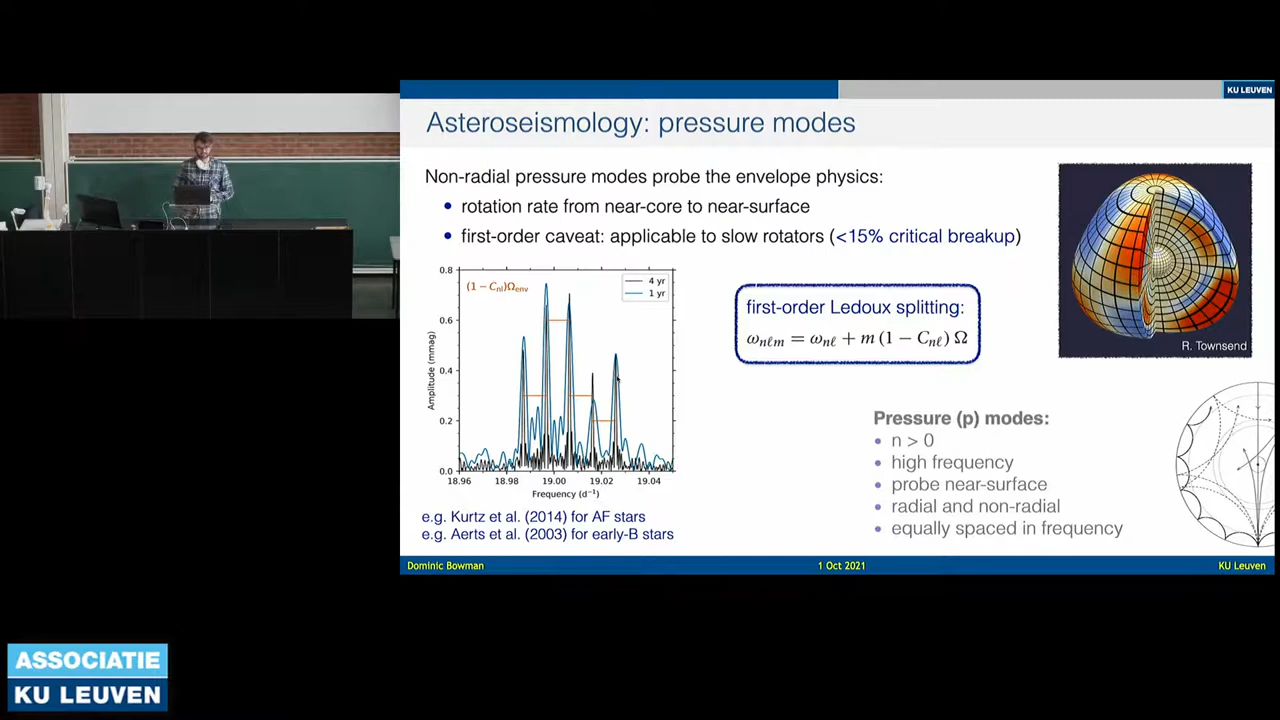 KU LEUVEN
Asteroseismology: pressure modes
Non-radial pressure modes probe the envelope physics:
• rotation rate from near-core to near-surface
• first-order caveat: applicable to slow rotators (<15% critical breakup)
(1 − Cnl)Ωenv
4 yr
1 yr
0.8
0.6
0.4
0.2
0.0
Amplitude (mmag)
18.96 18.98 19.00 19.02 19.04
Frequency (d⁻¹)
e.g. Kurtz et al. (2014) for AF stars
e.g. Aerts et al. (2003) for early-B stars
first-order Ledoux splitting:
ωnℓm = ωnℓ + m (1 − Cnℓ) Ω
R. Townsend
Pressure (p) modes:
• n > 0
• high frequency
• probe near-surface
• radial and non-radial
• equally spaced in frequency
Dominic Bowman
1 Oct 2021
KU Leuven
ASSOCIATIE
KU LEUVEN